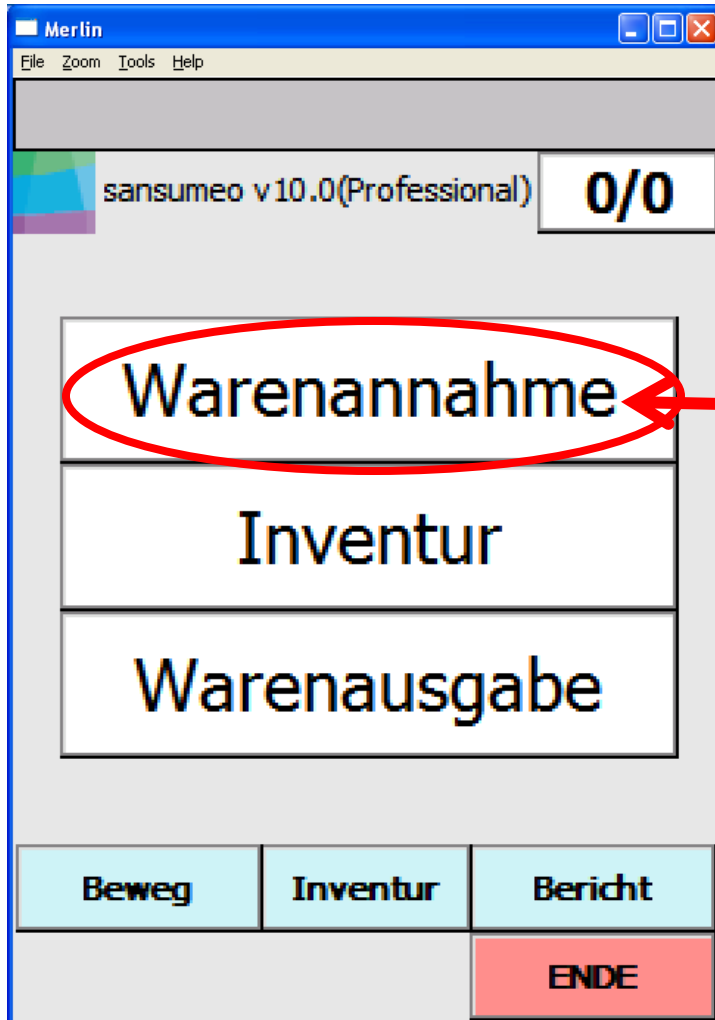 Merlin
File Zoom Tools Help
sansumeo v10.0(Professional) 0/0
Warenannahme
Inventur
Warenausgabe
Beweg Inventur Bericht
ENDE